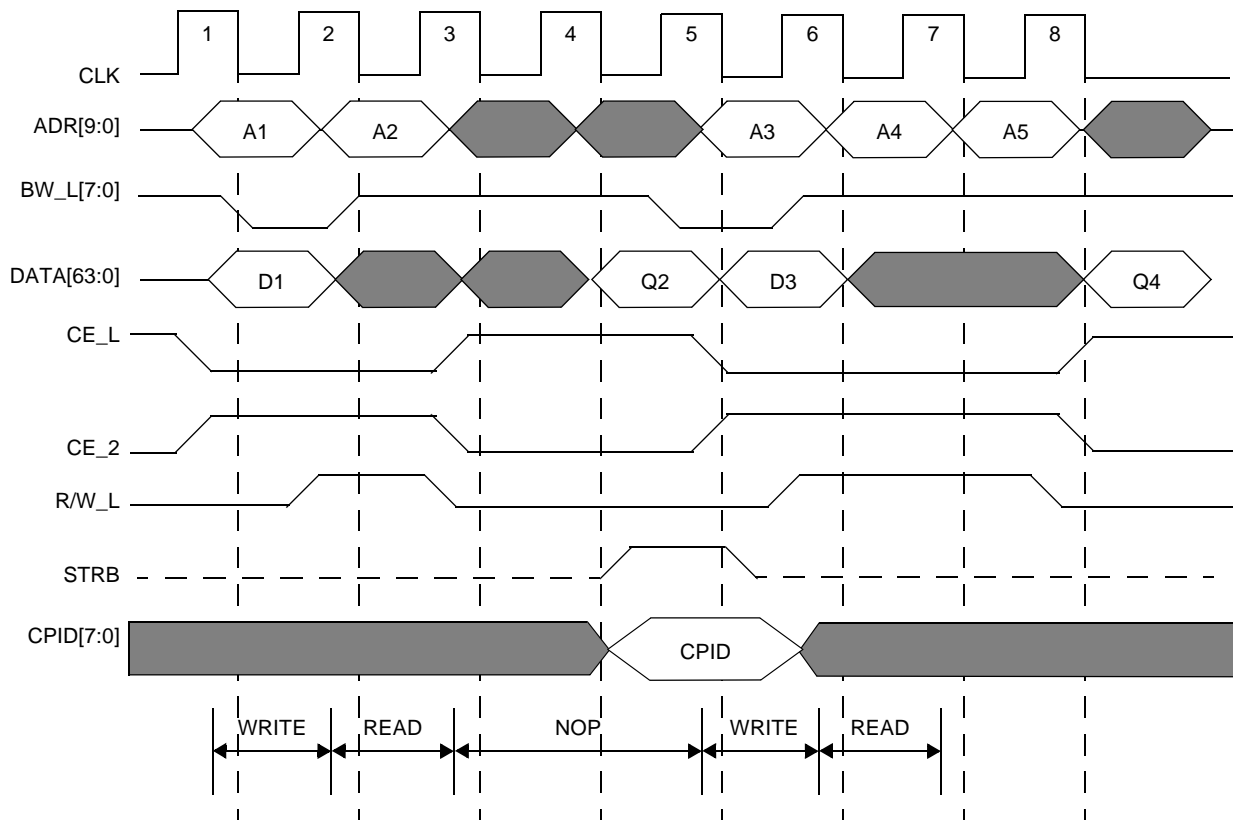 1 2 3 4 5 6 7 8
CLK
ADR[9:0] A1 A2 A3 A4 A5
BW_L[7:0]
DATA[63:0] D1 Q2 D3 Q4
CE_L
CE_2
R/W_L
STRB
CPID[7:0] CPID
WRITE READ NOP WRITE READ